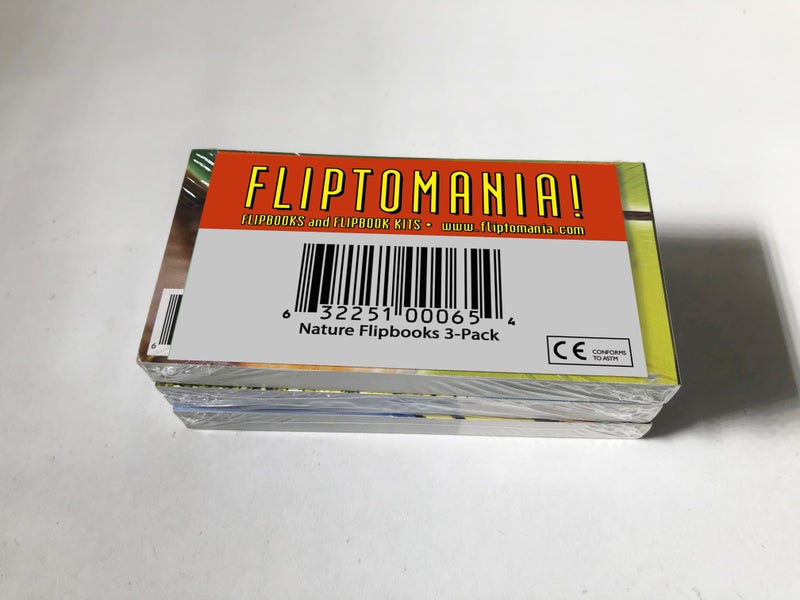 FLIPTOMANIA!
FLIPBOOKS and FLIPBOOK KITS • www.fliptomania.com
6 32251 00065 4
Nature Flipbooks 3-Pack
CE CONFORMS
TO ASTM
6